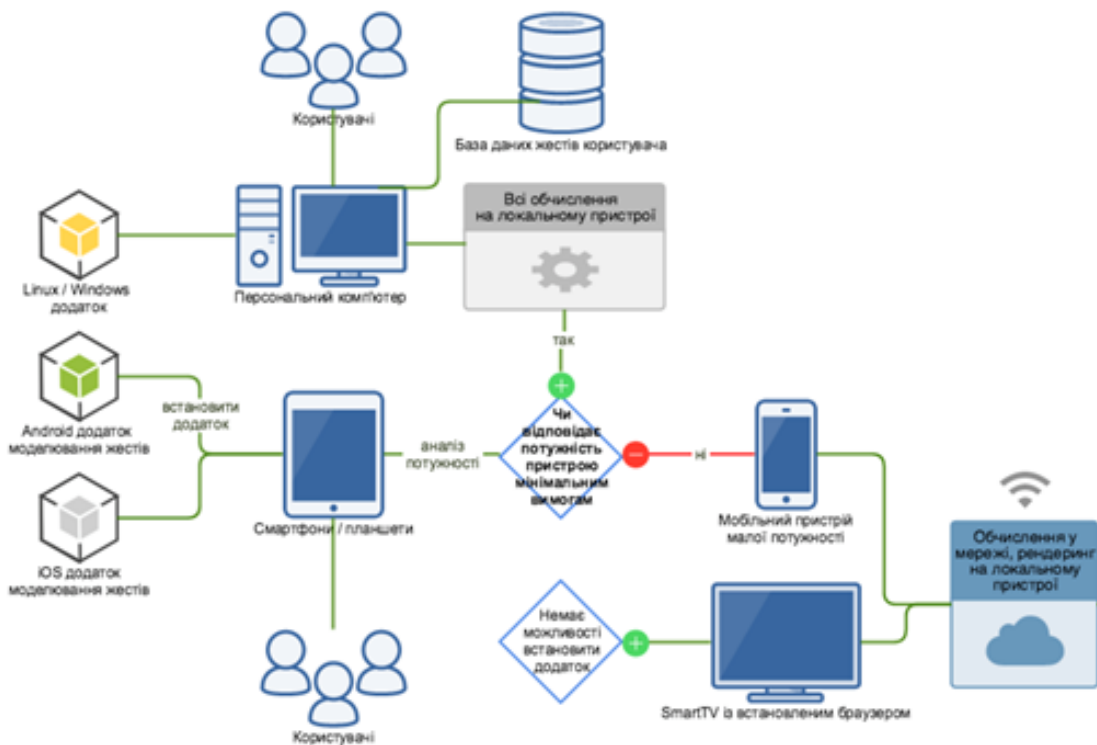 Користувачі
База даних жестів користувача
Всі обчислення
на локальному пристрої
Linux / Windows
додаток
Персональний комп'ютер
так
Android додаток
моделювання жестів
встановити
додаток
аналіз
потужності
Чи
відповідає
потужність
пристрою
мінімальним
вимогам
ні
Мобільний пристрій
малої потужності
Смартфони / планшети
iOS додаток
моделювання жестів
Обчислення у
мережі, рендеринг
на локальному
пристрої
Немає
можливості
встановити
додаток
SmartTV із встановленим браузером
Користувачі